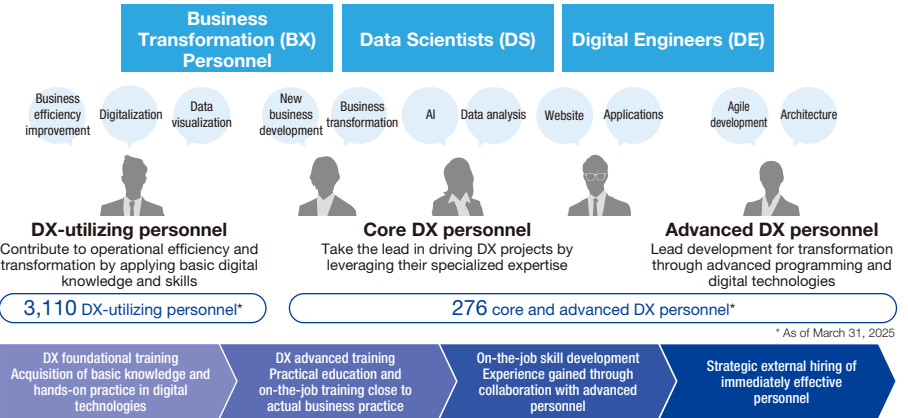 Business
Transformation (BX)
Personnel
Data Scientists (DS)
Digital Engineers (DE)
Business
efficiency
improvement
Digitalization
Data
visualization
New
business
development
Business
transformation
AI
Data analysis
Website
Applications
Agile
development
Architecture
DX-utilizing personnel
Contribute to operational efficiency and
transformation by applying basic digital
knowledge and skills
Core DX personnel
Take the lead in driving DX projects by
leveraging their specialized expertise
Advanced DX personnel
Lead development for transformation
through advanced programming and
digital technologies
3,110 DX-utilizing personnel*
276 core and advanced DX personnel*
* As of March 31, 2025
DX foundational training
Acquisition of basic knowledge and
hands-on practice in digital
technologies
DX advanced training
Practical education and
on-the-job training close to
actual business practice
On-the-job skill development
Experience gained through
collaboration with advanced
personnel
Strategic external hiring of
immediately effective
personnel